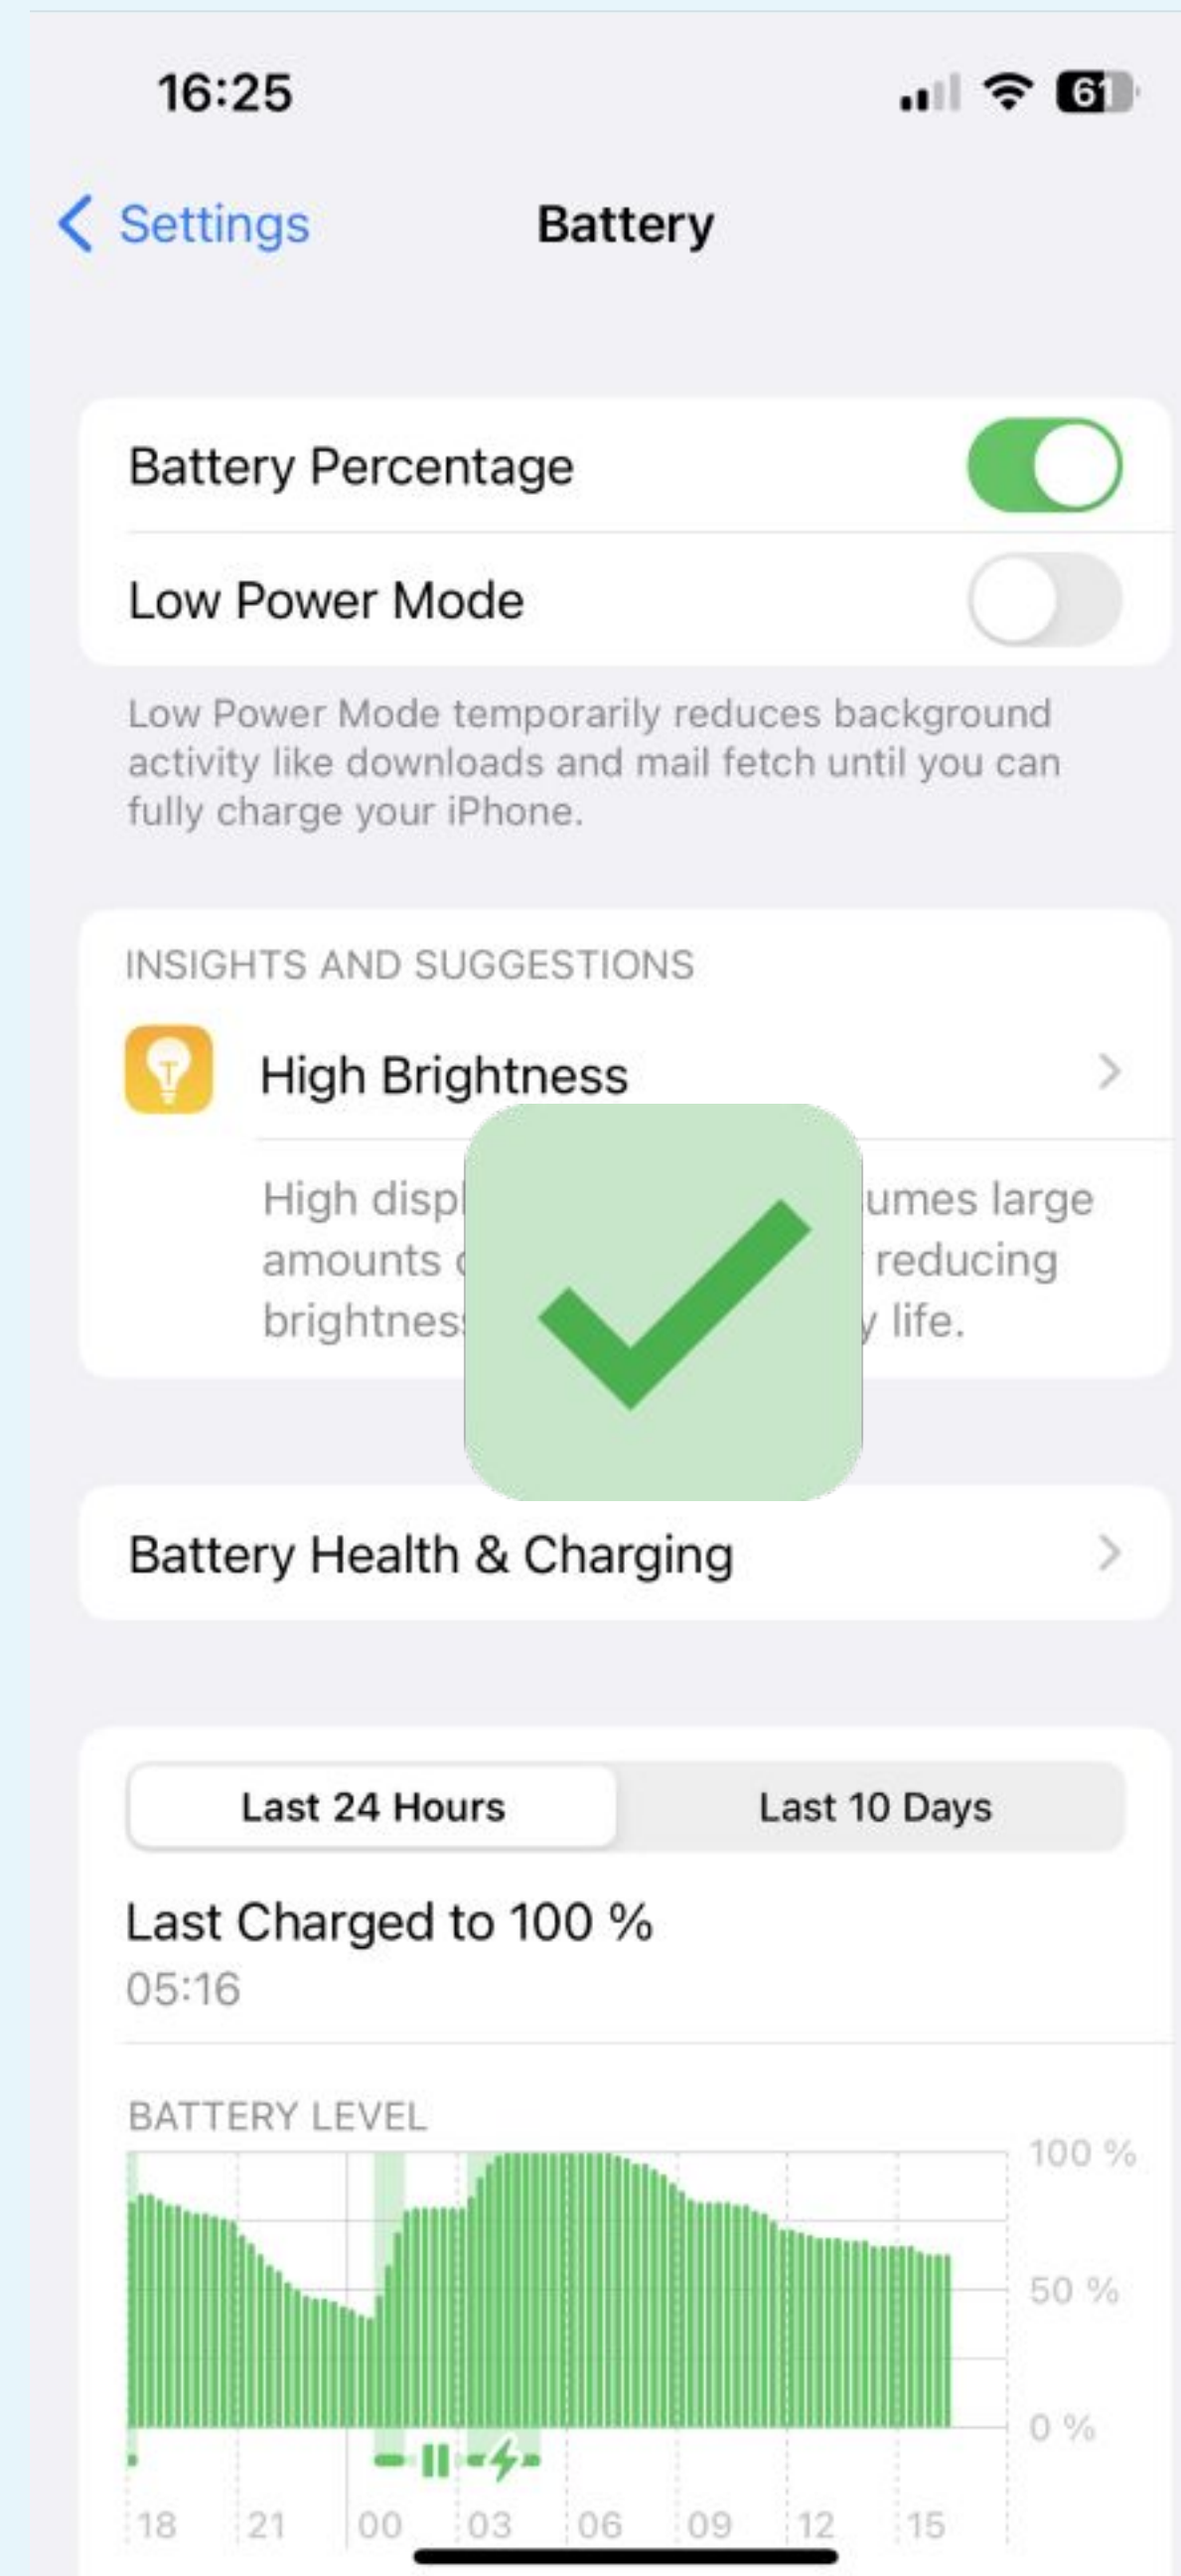 16:25
61
Settings
Battery
Battery Percentage
Low Power Mode
Low Power Mode temporarily reduces background
activity like downloads and mail fetch until you can
fully charge your iPhone.
INSIGHTS AND SUGGESTIONS
High Brightness
High umes large
amounts reducing
life.
Battery Health & Charging
Last 24 Hours
Last 10 Days
Last Charged to 100 %
05:16
BATTERY LEVEL
100 %
50 %
0 %
18 21 00 03 06 09 12 15